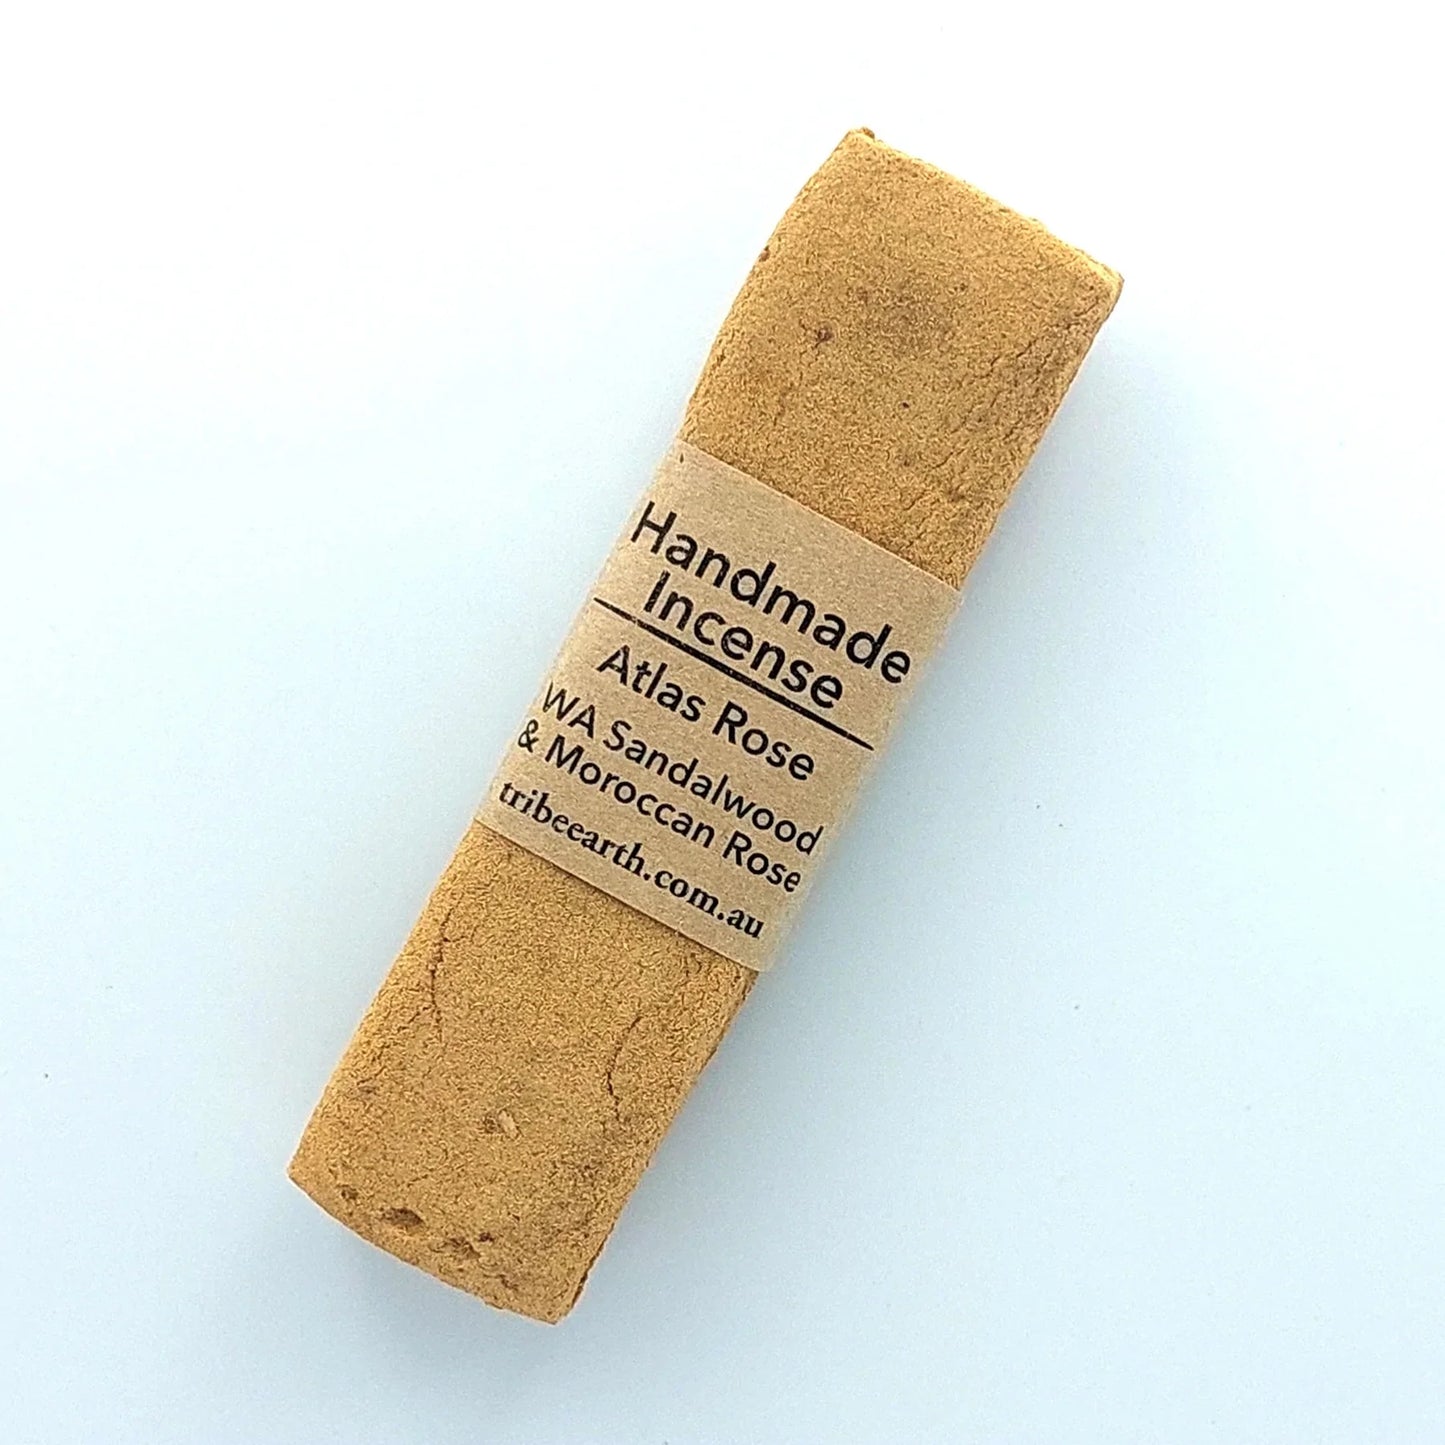 Handmade
Incense
Atlas Rose
WA Sandalwood
& Moroccan Rose
tribeearth.com.au